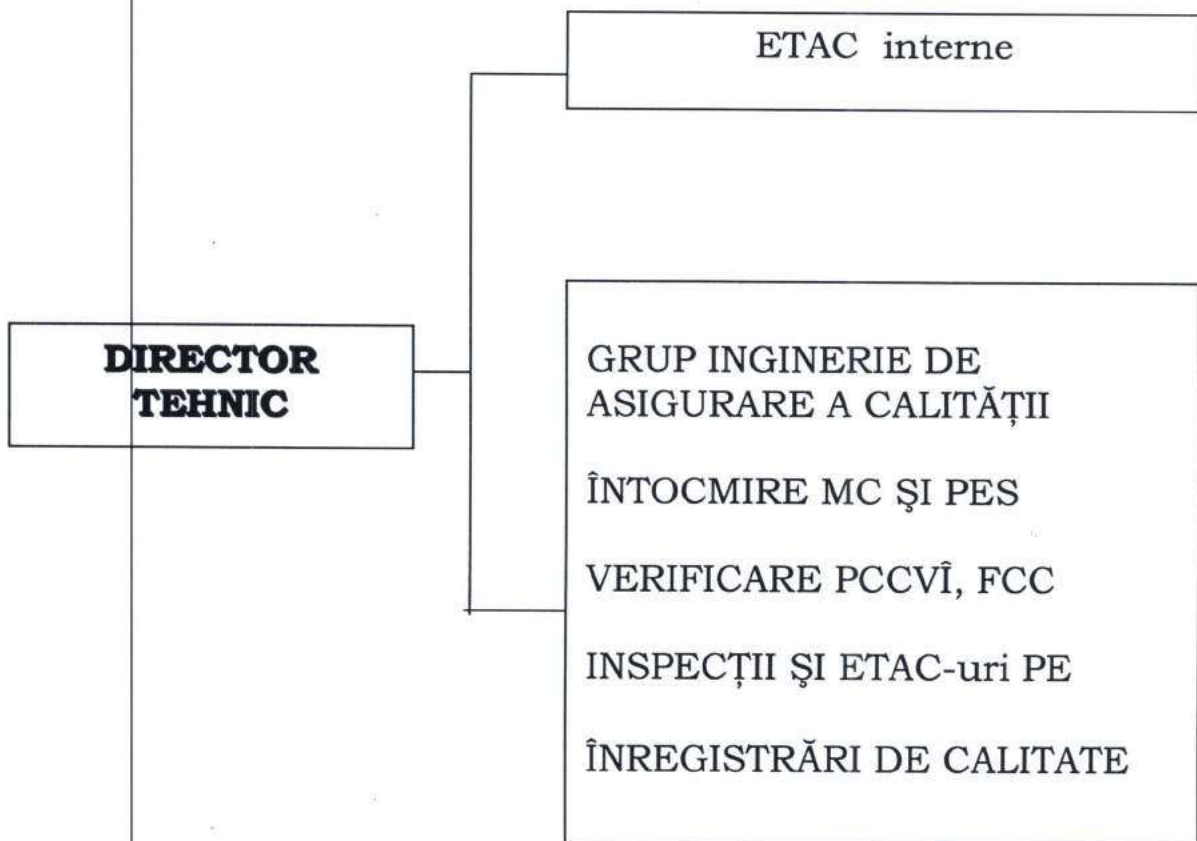 ETAC interne
DIRECTOR
TEHNIC
GRUP INGINERIE DE
ASIGURARE A CALITĂȚII
ÎNTOCMIRE MC ŞI PES
VERIFICARE PCCVÎ, FCC
INSPECȚII ŞI ETAC-uri PE
ÎNREGISTRĂRI DE CALITATE